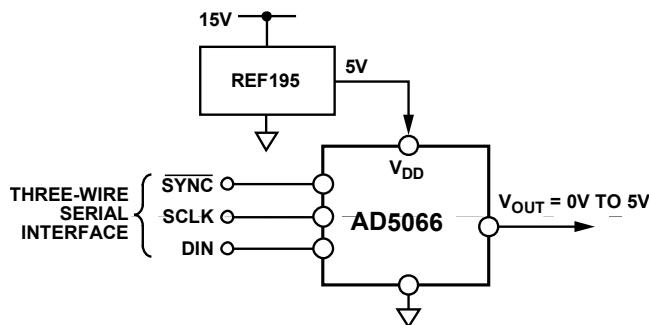 15V
REF195
5V
V_DD
THREE-WIRE
SERIAL
INTERFACE
SYNC
SCLK
DIN
AD5066
V_OUT = 0V TO 5V